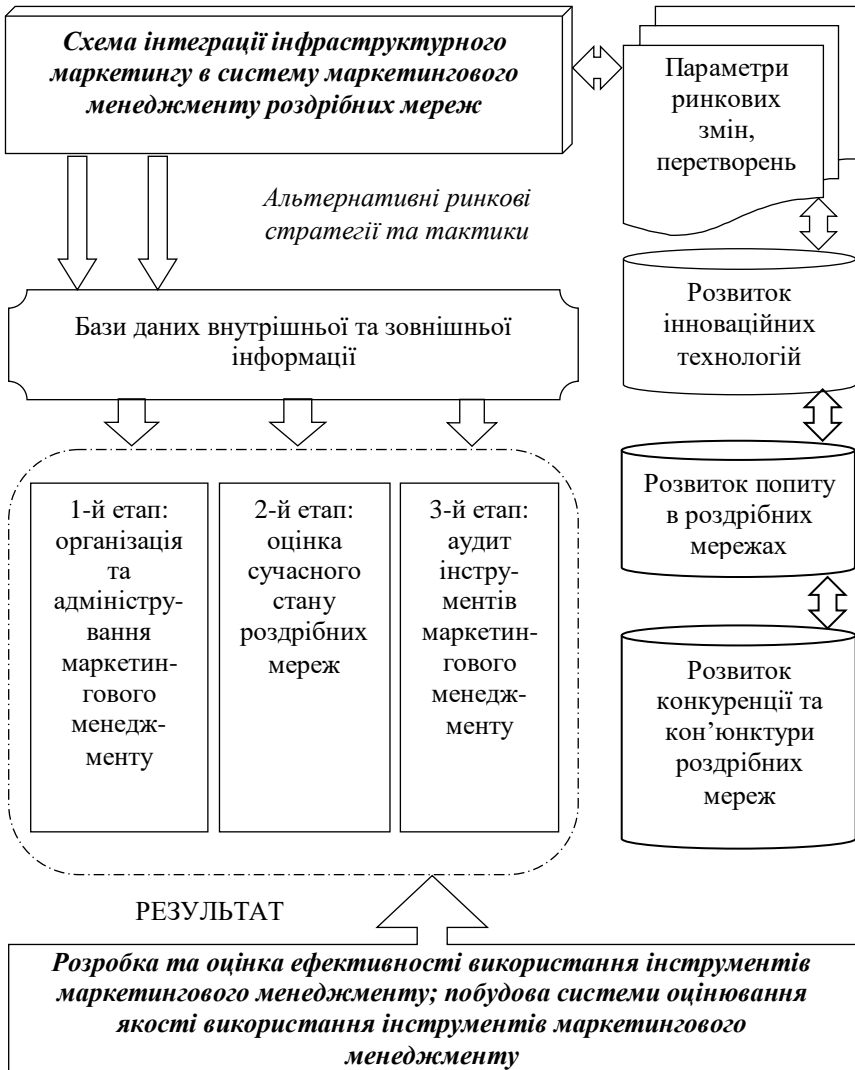 Схема інтеграції інфраструктурного
маркетингу в систему маркетингового
менеджменту роздрібних мереж
Параметри
ринкових
змін,
перетворень
Альтернативні ринкові
стратегії та тактики
Бази даних внутрішньої та зовнішньої
інформації
Розвиток
інноваційних
технологій
1-й етап:
організація
та
адміністру-
вання
маркетин-
гового
менедж-
менту
2-й етап:
оцінка
сучасного
стану
роздрібних
мереж
3-й етап:
аудит
інстру-
ментів
маркетин-
гового
менедж-
менту
Розвиток попиту
в роздрібних
мережах
Розвиток
конкуренції та
кон’юнктури
роздрібних
мереж
РЕЗУЛЬТАТ
Розробка та оцінка ефективності використання інструментів
маркетингового менеджменту; побудова системи оцінювання
якості використання інструментів маркетингового
менеджменту